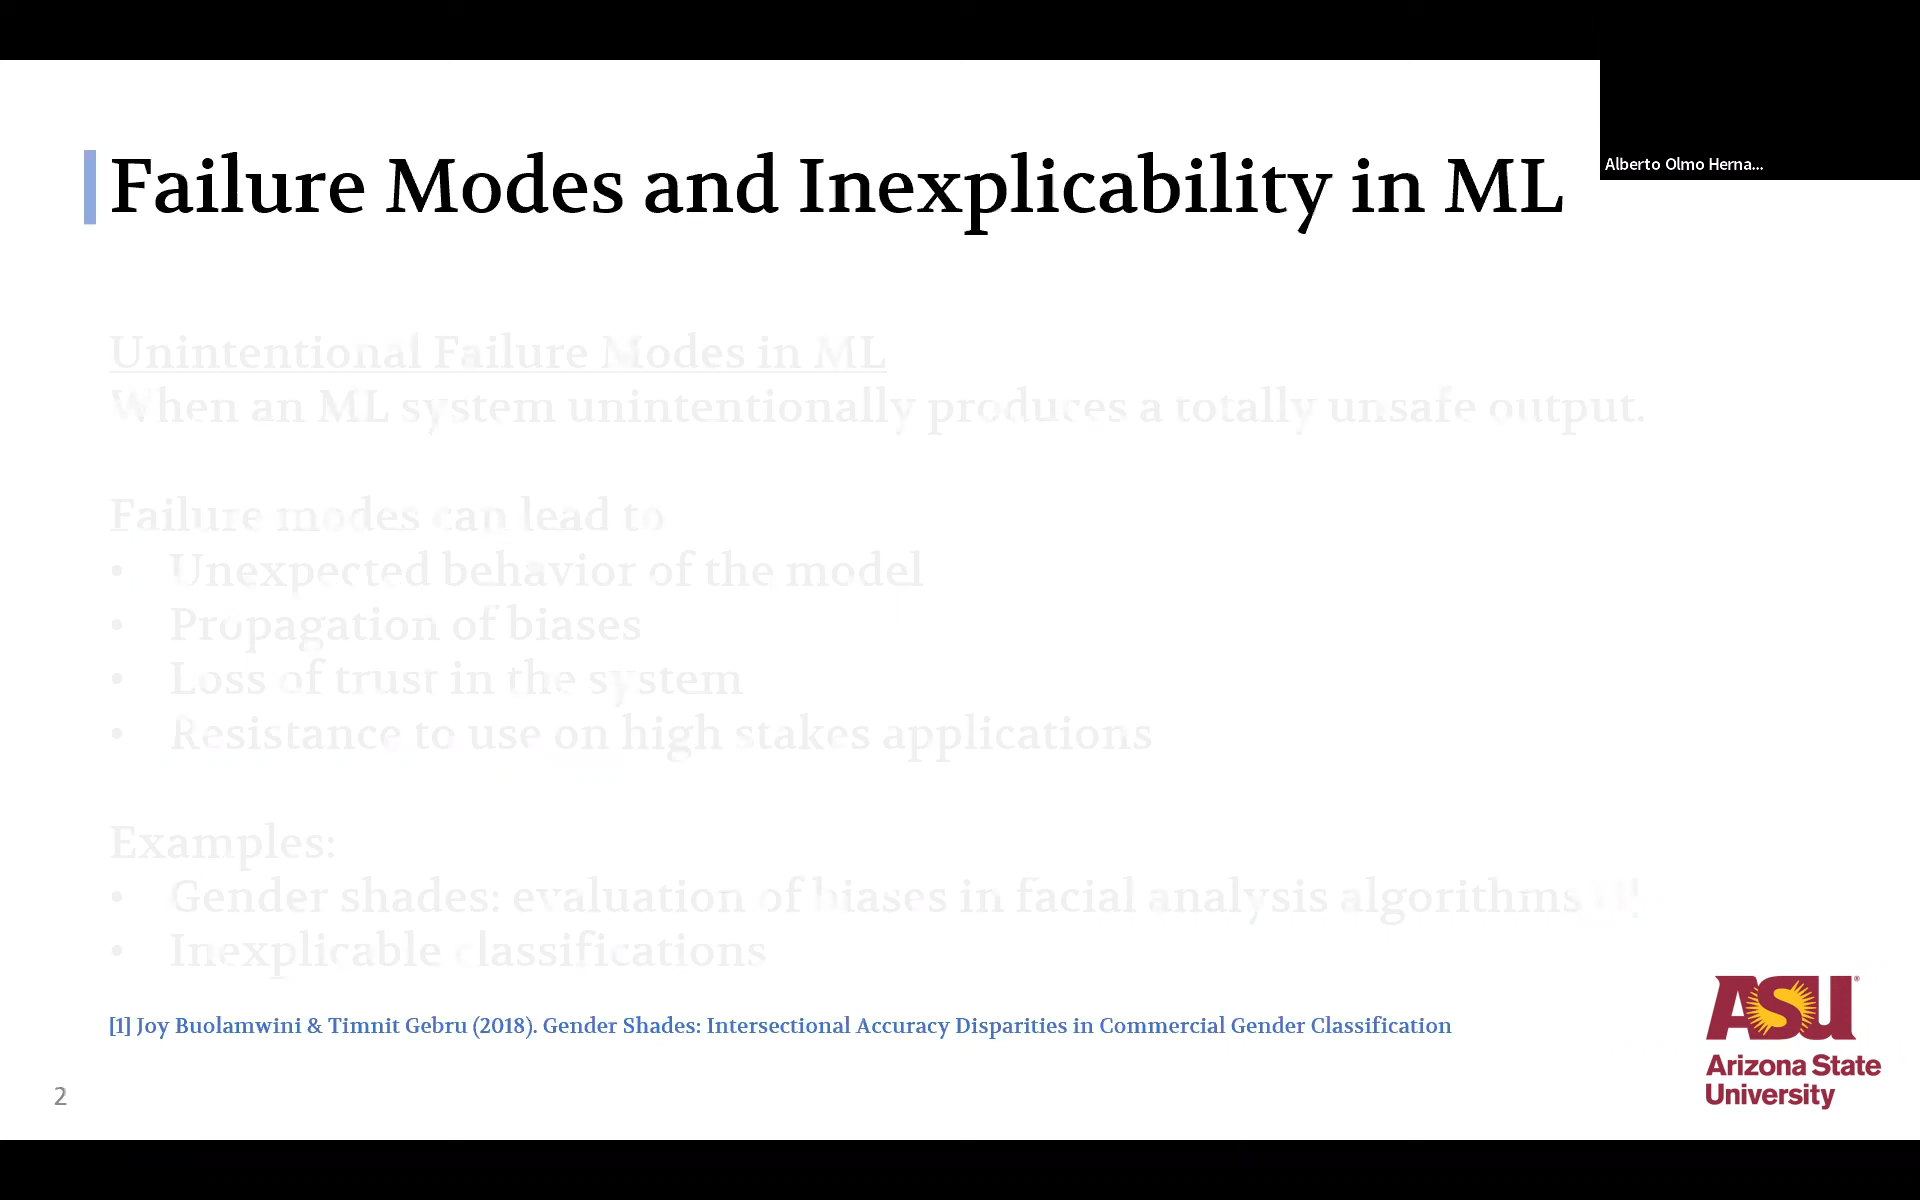 Failure Modes and Inexplicability in ML
Alberto Olmo Herna...
Unintentional Failure Modes in ML
When an ML system unintentionally produces a totally unsafe output.
Failure modes can lead to
• Unexpected behavior of the model
• Propagation of biases
• Loss of trust in the system
• Resistance to use on high stakes applications
Examples:
• Gender shades: evaluation of biases in facial analysis algorithms
• Inexplicable classifications
[1] Joy Buolamwini & Timnit Gebru (2018). Gender Shades: Intersectional Accuracy Disparities in Commercial Gender Classification
ASU
Arizona State
University
2